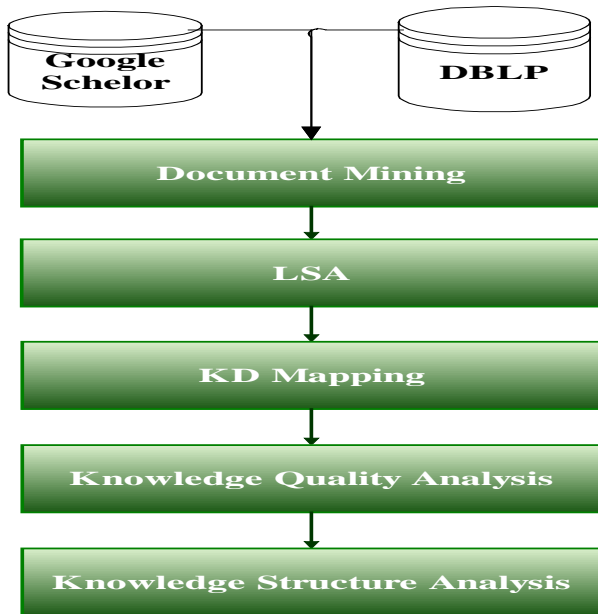 Google
Schelor
DBLP
Document Mining
LSA
KD Mapping
Knowledge Quality Analysis
Knowledge Structure Analysis